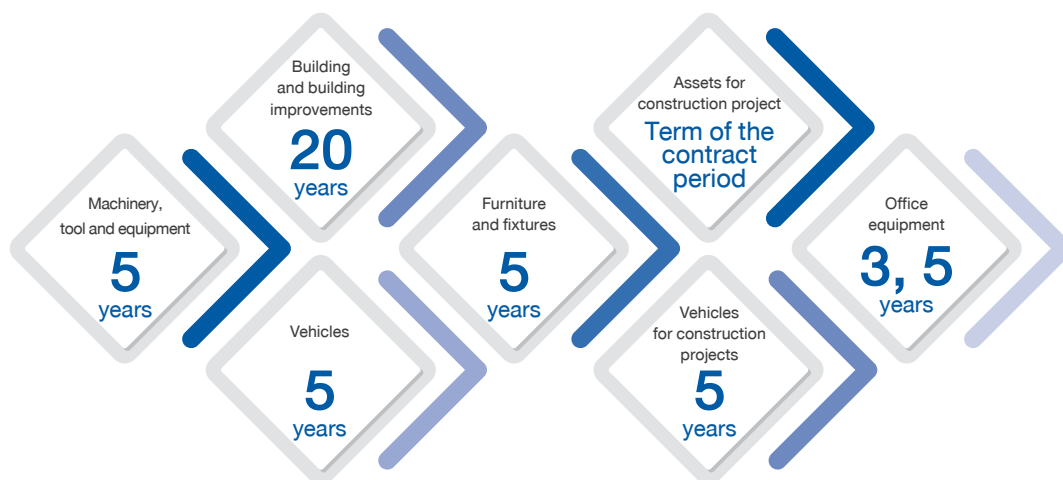 Machinery,
tool and equipment
5
years
Building
and building
improvements
20
years
Vehicles
5
years
Furniture
and fixtures
5
years
Assets for
construction project
Term of the
contract
period
Vehicles
for construction
projects
5
years
Office
equipment
3, 5
years